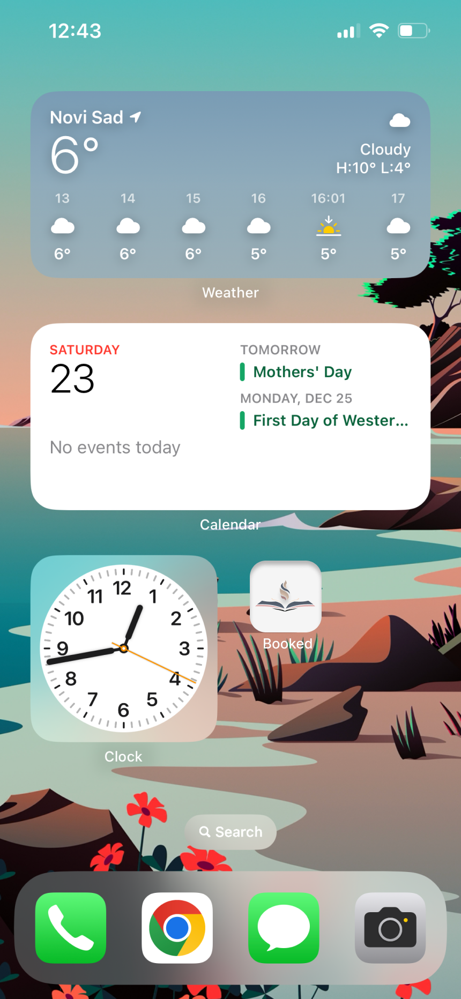 12:43
Novi Sad
6°
Cloudy
H:10° L:4°
13 14 15 16 16:01 17
6° 6° 6° 5° 5° 5°
Weather
SATURDAY
23
No events today
TOMORROW
Mothers' Day
MONDAY, DEC 25
First Day of Wester...
Calendar
12
1
2
3
4
5
6
7
8
9
10
11
Clock
Booked
Search